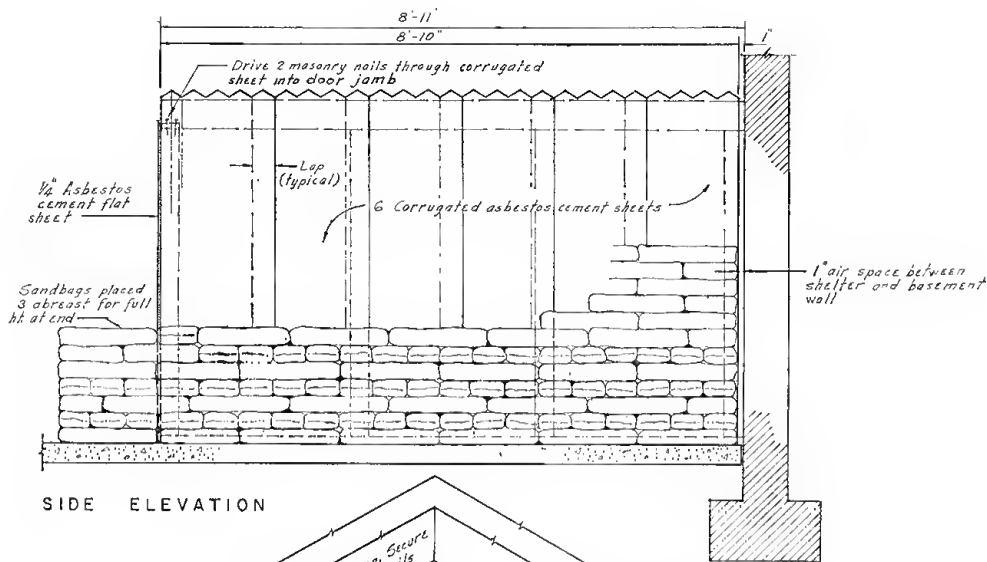 8'-11"
8'-10"
1"
Drive 2 masonry nails through corrugated
sheet into door jamb
Lap
(typical)
1/4" Asbestos
cement flat
sheet
6 Corrugated asbestos cement sheets
1" air space between
shelter and basement
wall
Sandbags placed
3 abreast for full
ht. at end
SIDE ELEVATION
Secure